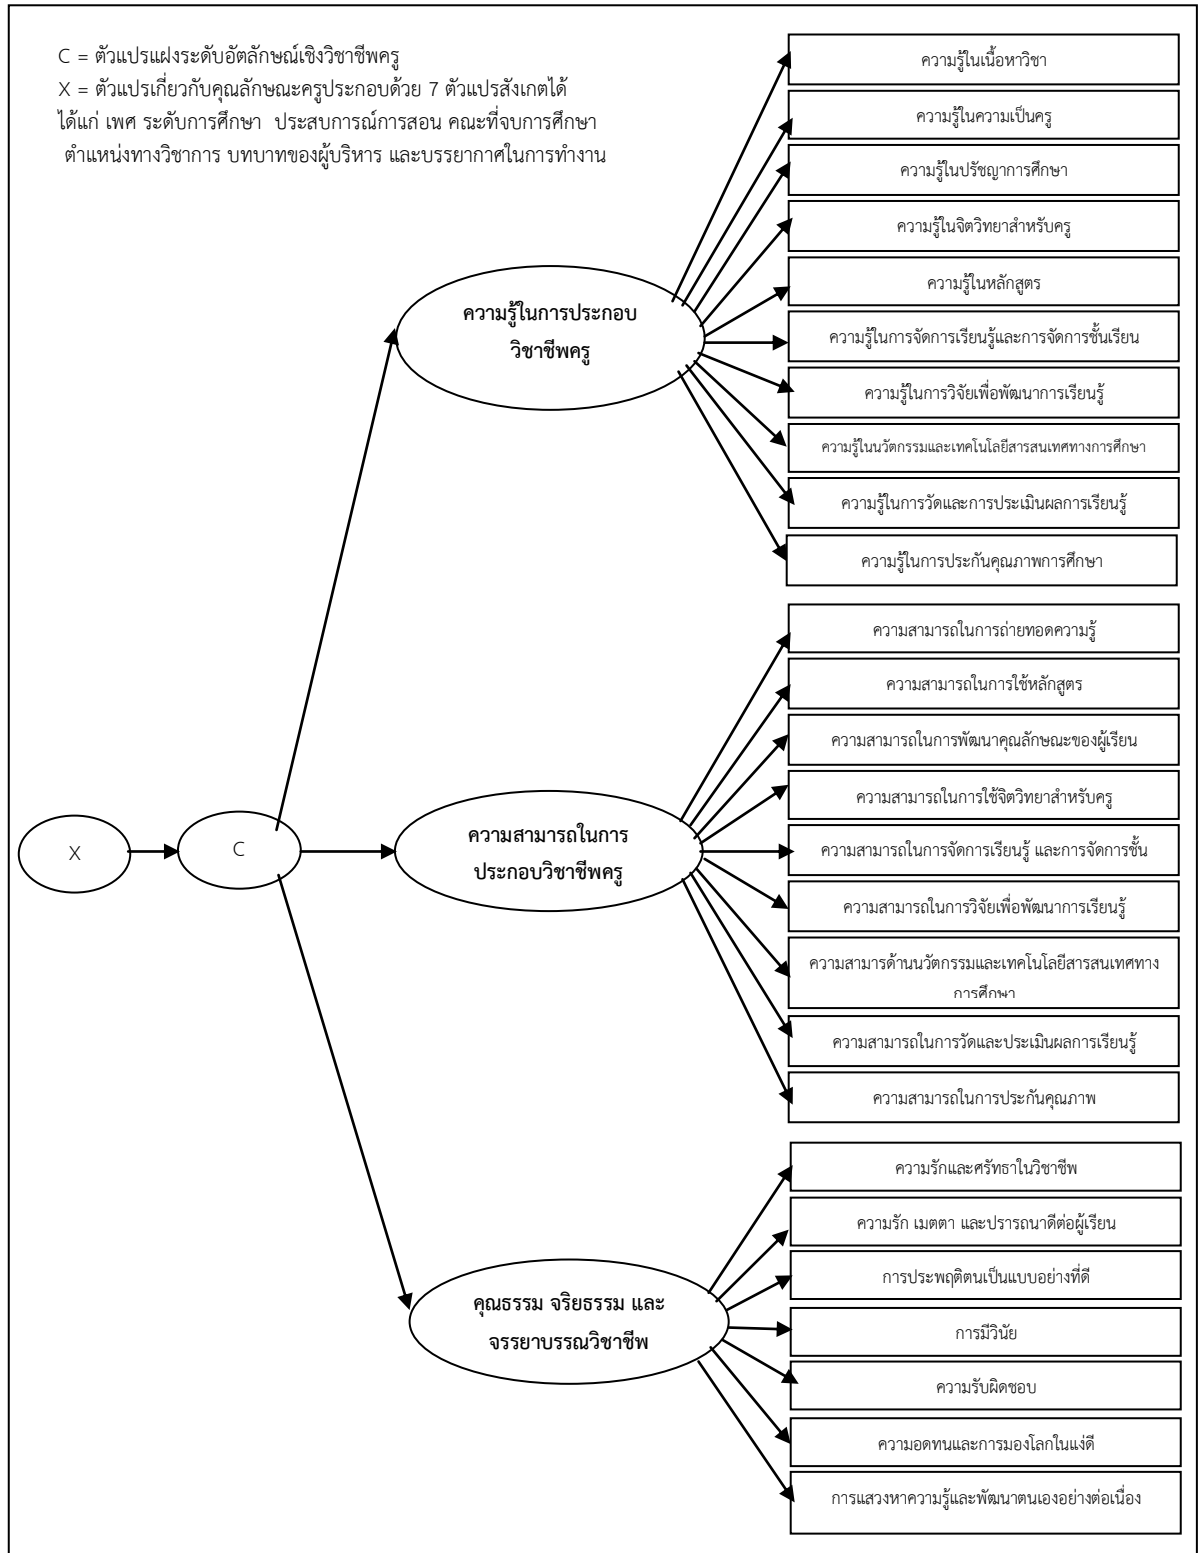 C = ตัวแปรแฝงระดับอัตลักษณ์เชิงวิชาชีพครู
X = ตัวแปรเกี่ยวกับคุณลักษณะครูประกอบด้วย 7 ตัวแปรสังเกตได้
ได้แก่ เพศ ระดับการศึกษา ประสบการณ์การสอน คณะที่จบการศึกษา
ตำแหน่งทางวิชาการ บทบาทของผู้บริหาร และบรรยากาศในการทำงาน
X
C
ความรู้ในการประกอบ
วิชาชีพครู
ความรู้ในเนื้อหาวิชา
ความรู้ในความเป็นครู
ความรู้ในปรัชญาการศึกษา
ความรู้ในจิตวิทยาสำหรับครู
ความรู้ในหลักสูตร
ความรู้ในการจัดการเรียนรู้และการจัดการชั้นเรียน
ความรู้ในการวิจัยเพื่อพัฒนาการเรียนรู้
ความรู้ในนวัตกรรมและเทคโนโลยีสารสนเทศทางการศึกษา
ความรู้ในการวัดและการประเมินผลการเรียนรู้
ความรู้ในการประกันคุณภาพการศึกษา
ความสามารถในการ
ประกอบวิชาชีพครู
ความสามารถในการถ่ายทอดความรู้
ความสามารถในการใช้หลักสูตร
ความสามารถในการพัฒนาคุณลักษณะของผู้เรียน
ความสามารถในการใช้จิตวิทยาสำหรับครู
ความสามารถในการจัดการเรียนรู้ และการจัดการชั้น
ความสามารถในการวิจัยเพื่อพัฒนาการเรียนรู้
ความสามารด้านนวัตกรรมและเทคโนโลยีสารสนเทศทาง
การศึกษา
ความสามารถในการวัดและประเมินผลการเรียนรู้
ความสามารถในการประกันคุณภาพ
คุณธรรม จริยธรรม และ
จรรยาบรรณวิชาชีพ
ความรักและศรัทธาในวิชาชีพ
ความรัก เมตตา และปรารถนาดีต่อผู้เรียน
การประพฤติตนเป็นแบบอย่างที่ดี
การมีวินัย
ความรับผิดชอบ
ความอดทนและการมองโลกในแง่ดี
การแสวงหาความรู้และพัฒนาตนเองอย่างต่อเนื่อง